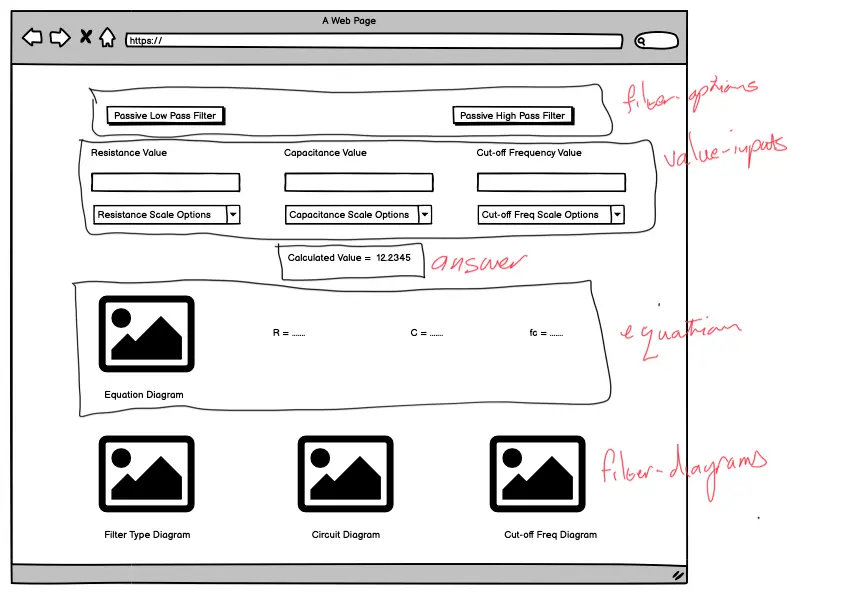 A Web Page
https://
Passive Low Pass Filter Passive High Pass Filter filter-options
Resistance Value Capacitance Value Cut-off Frequency Value value-inputs
Resistance Scale Options Capacitance Scale Options Cut-off Freq Scale Options
Calculated Value = 12.2345 answer
R = ...... C = ...... fc = ...... equation
Equation Diagram
filter-diagrams
Filter Type Diagram Circuit Diagram Cut-off Freq Diagram